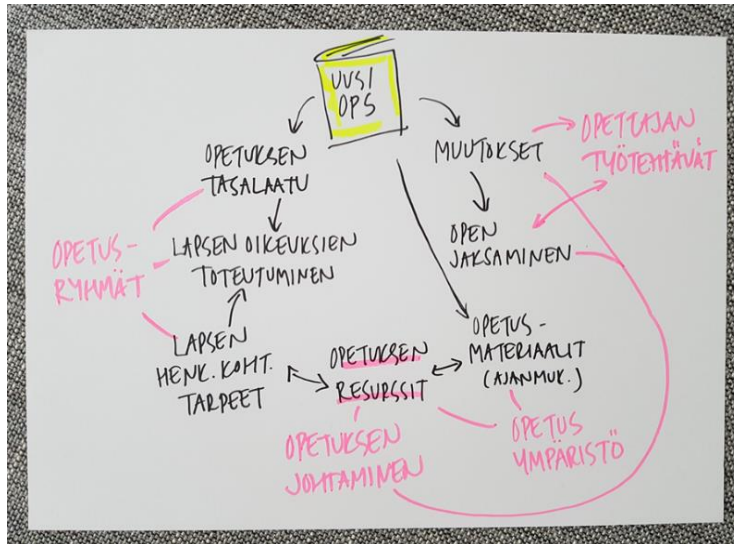 UUSI
OPS
OPETUKSEN
TASALAATU
MUUTOKSET
OPETTAJAN
TYÖTEHTÄVÄT
OPETUS-
RYHMÄT
LAPSEN OIKEUKSIEN
TOTEUTUMINEN
OPEN
JAKSAMINEN
LAPSEN
HENK.KOHT.
TARPEET
OPETUKSEN
RESURSSIT
OPETUS-
MATERIAALIT
(AJANMUK.)
OPETUKSEN
JOHTAMINEN
OPETUS
YMPÄRISTÖ